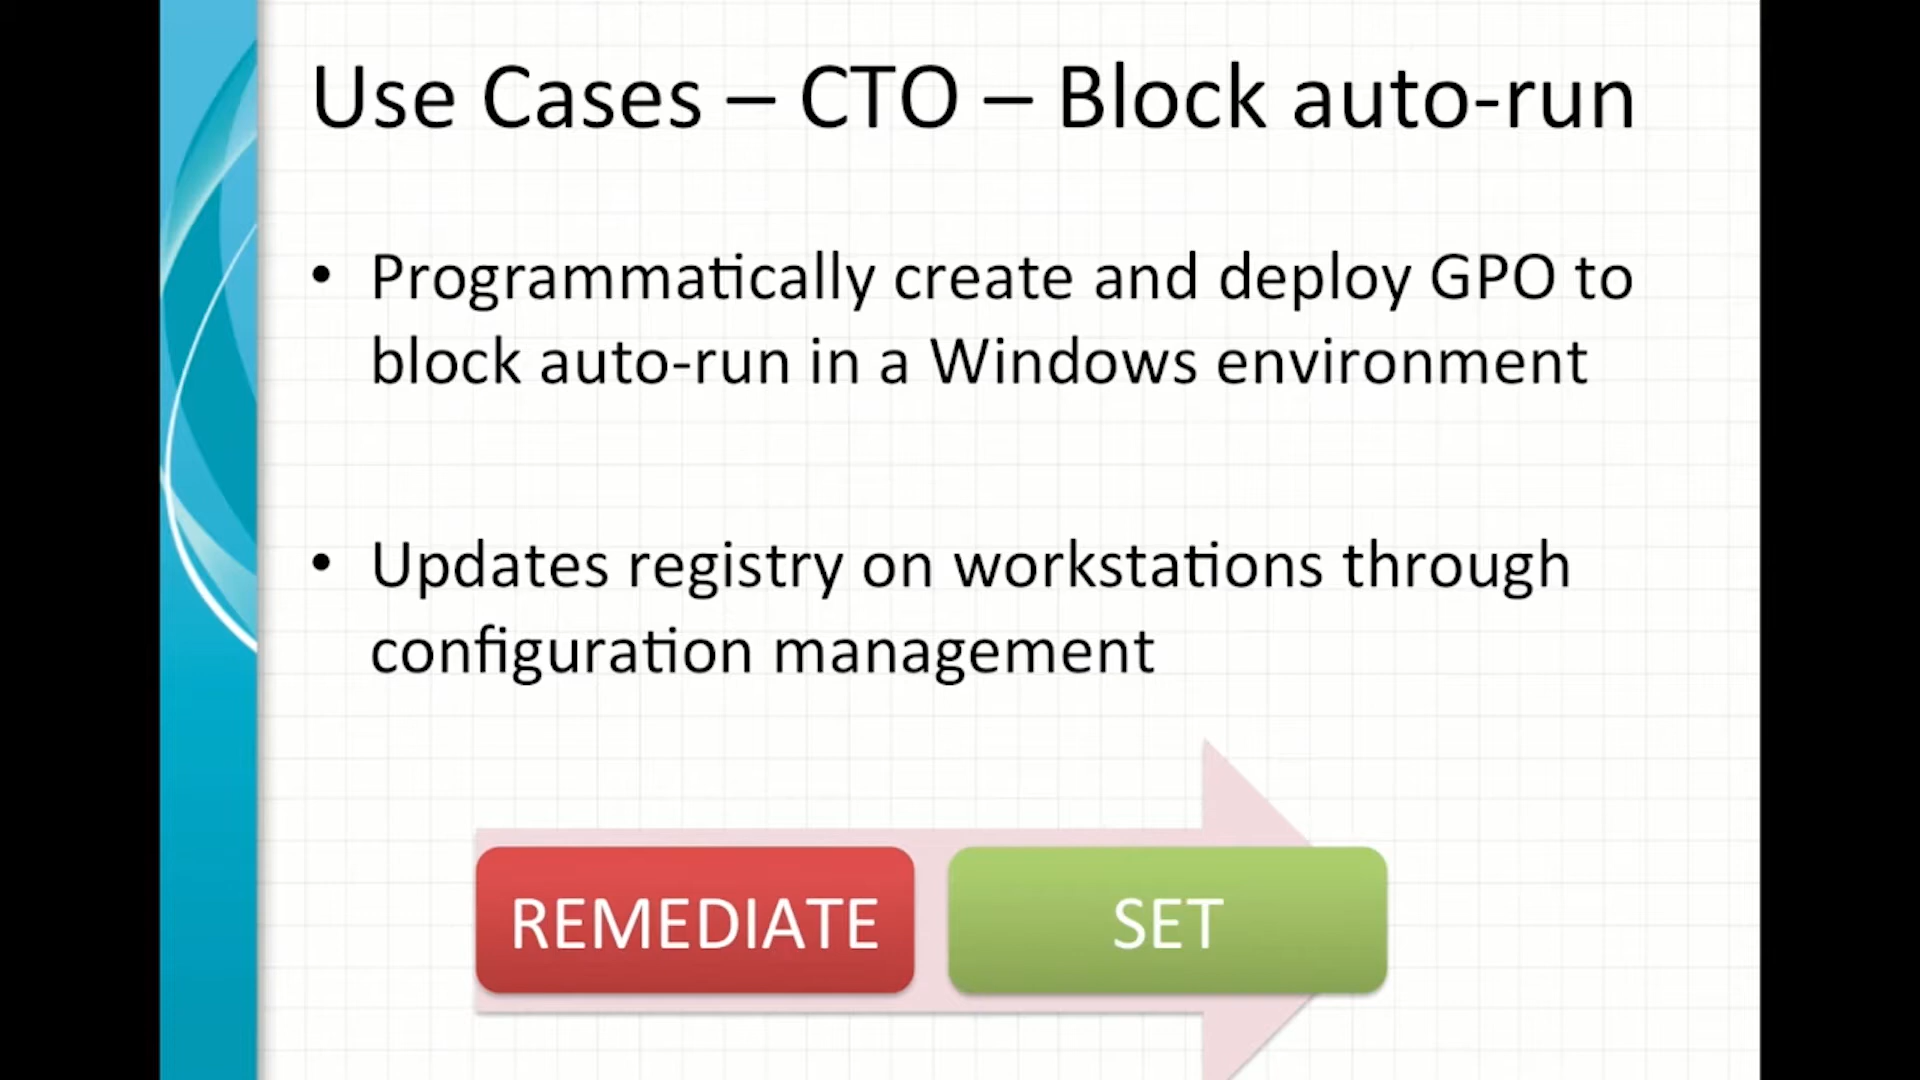 Use Cases – CTO – Block auto-run
• Programmatically create and deploy GPO to
block auto-run in a Windows environment
• Updates registry on workstations through
configuration management
REMEDIATE
SET